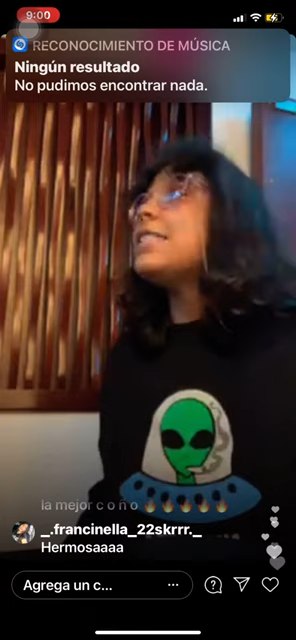 9:00
RECONOCIMIENTO DE MÚSICA
Ningún resultado
No pudimos encontrar nada.
la mejor c o ñ o 🔥🔥🔥🔥🔥
_.francinella_22skrrr._
Hermosaaaa
Agrega un c...